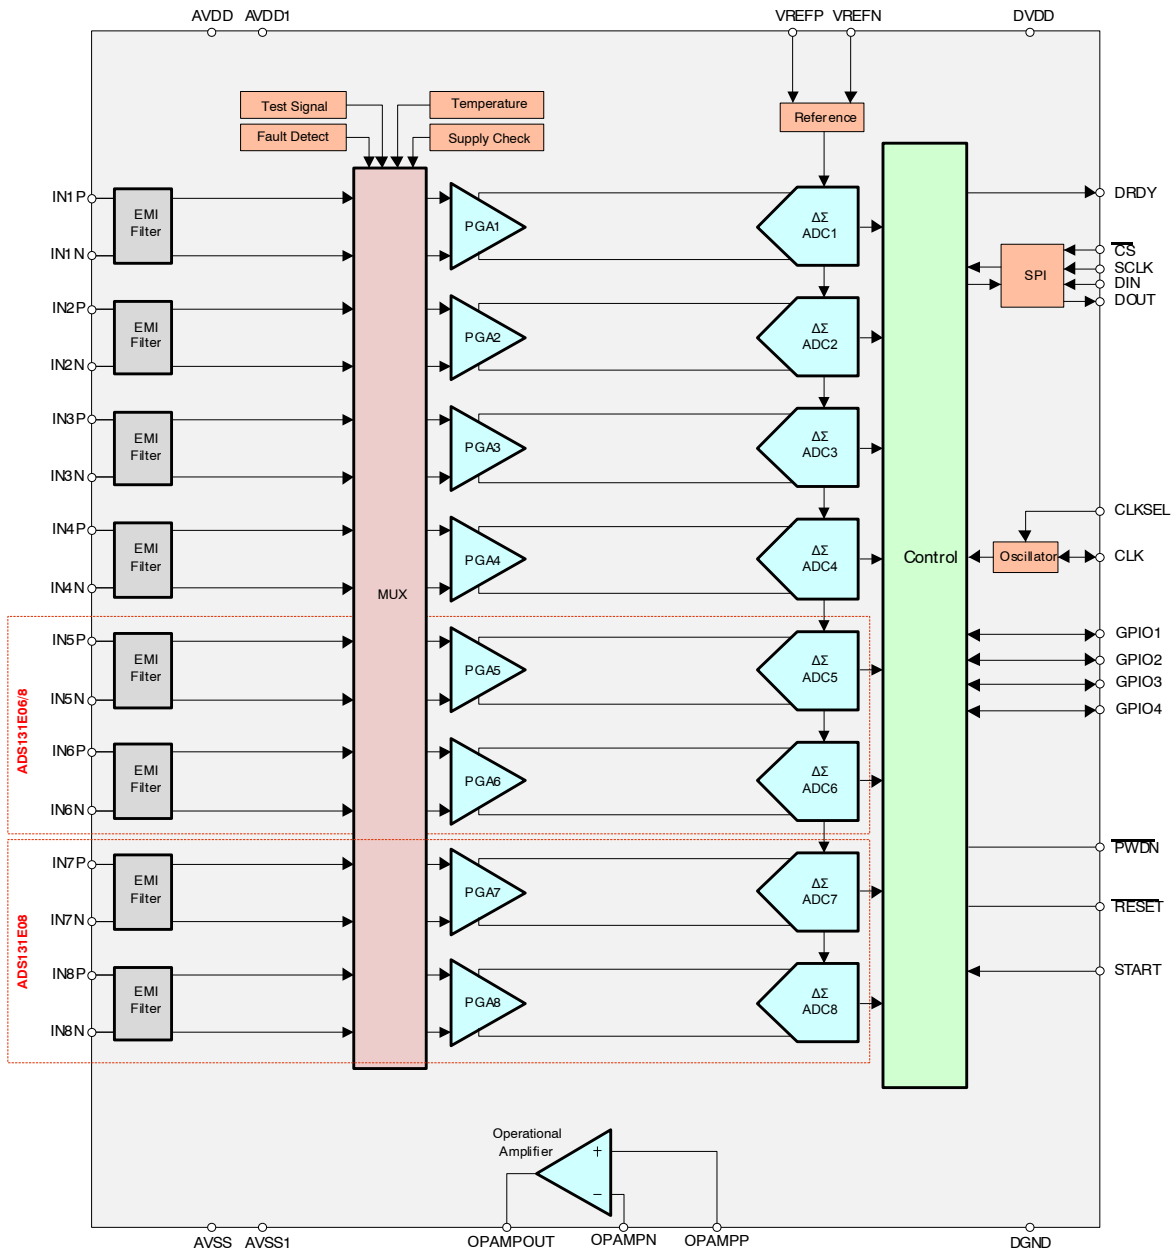 AVDD AVDD1 VREFP VREFN DVDD
Test Signal
Temperature
Fault Detect
Supply Check
Reference
IN1P
EMI
Filter
IN1N
PGA1
ΔΣ
ADC1
DRDY
CS
SCLK
DIN
DOUT
SPI
IN2P
EMI
Filter
IN2N
PGA2
ΔΣ
ADC2
IN3P
EMI
Filter
IN3N
PGA3
ΔΣ
ADC3
IN4P
EMI
Filter
IN4N
PGA4
ΔΣ
ADC4
MUX
Control
CLKSEL
Oscillator
CLK
ADS131E06/8
IN5P
EMI
Filter
IN5N
PGA5
ΔΣ
ADC5
GPIO1
GPIO2
GPIO3
GPIO4
IN6P
EMI
Filter
IN6N
PGA6
ΔΣ
ADC6
ADS131E08
IN7P
EMI
Filter
IN7N
PGA7
ΔΣ
ADC7
PWDN
RESET
START
IN8P
EMI
Filter
IN8N
PGA8
ΔΣ
ADC8
Operational
Amplifier
+
−
AVSS AVSS1 OPAMPOUT OPAMPN OPAMPP DGND